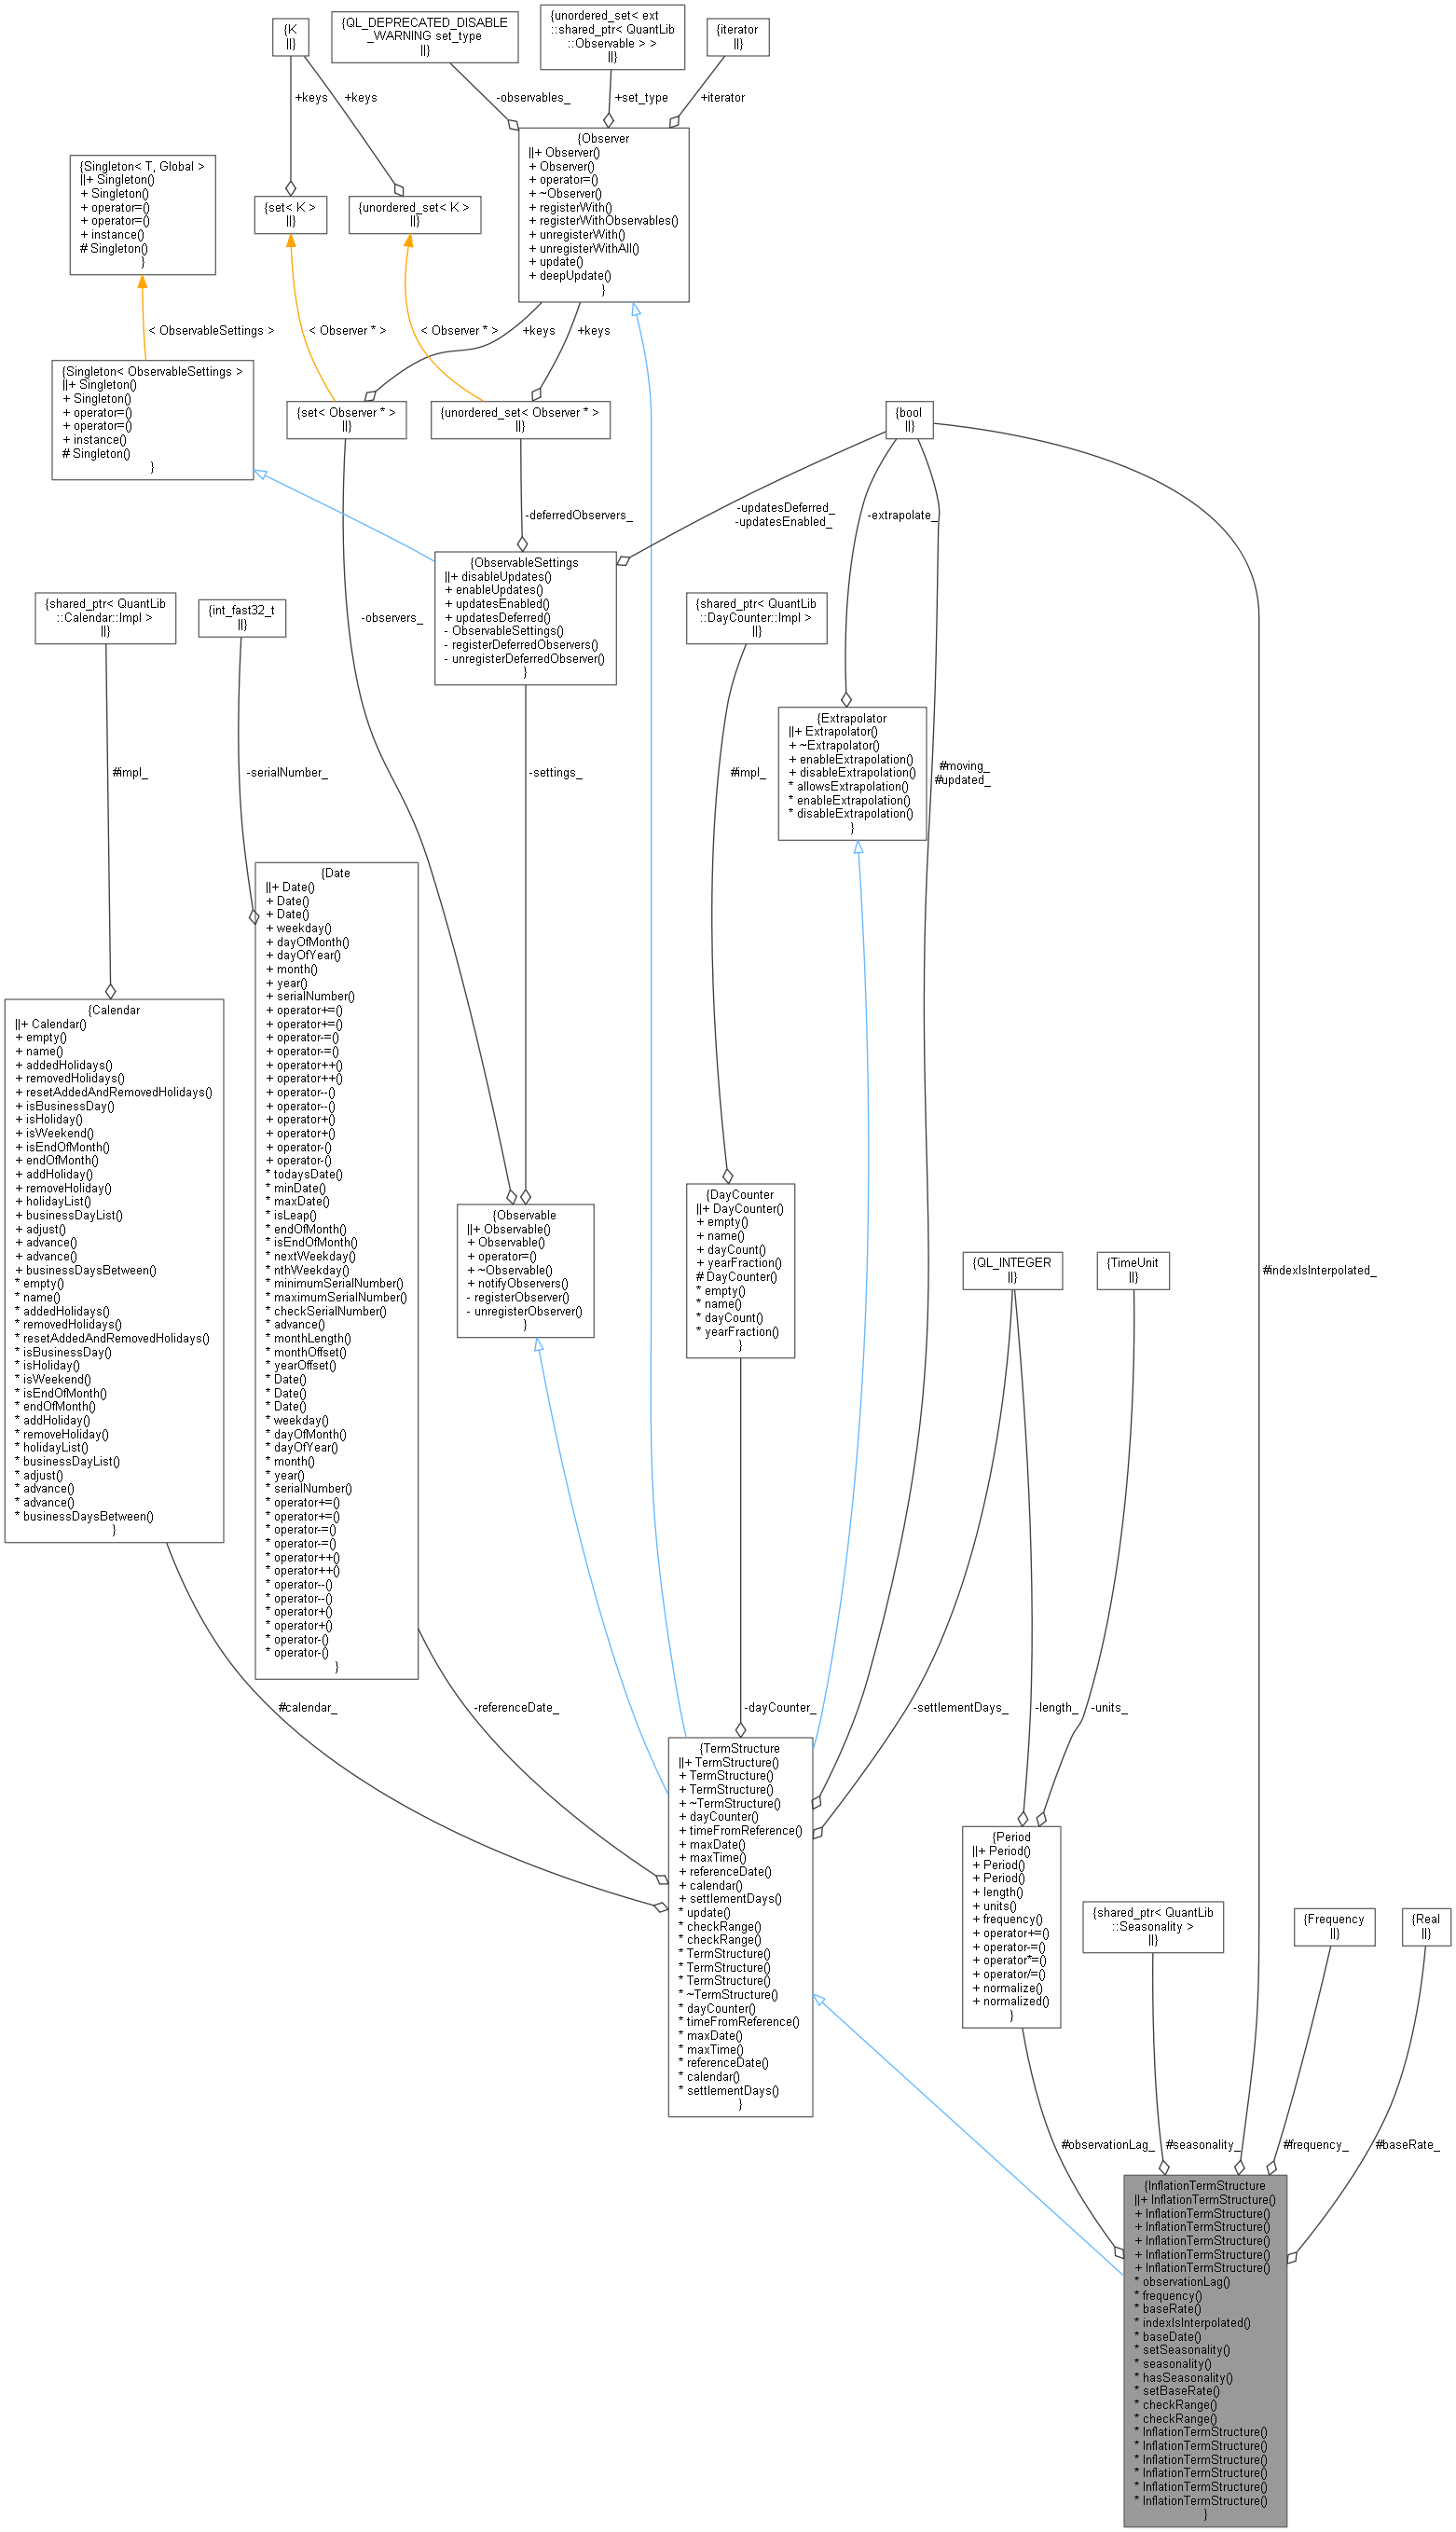 {K
||}
{QL_DEPRECATED_DISABLE
_WARNING set_type
||}
{unordered_set< ext
::shared_ptr< QuantLib
::Observable > >
||}
{iterator
||}
+keys
+keys
-observables_
+set_type
+iterator
{Singleton< T, Global >
||+ Singleton()
+ Singleton()
+ operator=()
+ operator=()
+ instance()
# Singleton()
}
{set< K >
||}
{unordered_set< K >
||}
{Observer
||+ Observer()
+ Observer()
+ operator=()
+ ~Observer()
+ registerWith()
+ registerWithObservables()
+ unregisterWith()
+ unregisterWithAll()
+ update()
+ deepUpdate()
}
< ObservableSettings >
< Observer * >
< Observer * >
+keys
+keys
{Singleton< ObservableSettings >
||+ Singleton()
+ Singleton()
+ operator=()
+ operator=()
+ instance()
# Singleton()
}
{set< Observer * >
||}
{unordered_set< Observer * >
||}
{bool
||}
-deferredObservers_
-updatesDeferred_
-updatesEnabled_
-extrapolate_
{ObservableSettings
||+ disableUpdates()
+ enableUpdates()
+ updatesEnabled()
+ updatesDeferred()
- ObservableSettings()
- registerDeferredObservers()
- unregisterDeferredObserver()
}
{shared_ptr< QuantLib
::Calendar::Impl >
||}
{int_fast32_t
||}
-observers_
{shared_ptr< QuantLib
::DayCounter::Impl >
||}
{Extrapolator
||+ Extrapolator()
+ ~Extrapolator()
+ enableExtrapolation()
+ disableExtrapolation()
* allowsExtrapolation()
* enableExtrapolation()
* disableExtrapolation()
}
#impl_
-serialNumber_
-settings_
#impl_
#moving_
#updated_
{Date
||+ Date()
+ Date()
+ Date()
+ weekday()
+ dayOfMonth()
+ dayOfYear()
+ month()
+ year()
+ serialNumber()
+ operator+=()
+ operator+=()
+ operator-=()
+ operator-=()
+ operator++()
+ operator++()
+ operator--()
+ operator--()
+ operator+()
+ operator+()
+ operator-()
+ operator-()
* todaysDate()
* minDate()
* maxDate()
* isLeap()
* endOfMonth()
* isEndOfMonth()
* nextWeekday()
* nthWeekday()
* minimumSerialNumber()
* maximumSerialNumber()
* checkSerialNumber()
* advance()
* monthLength()
* monthOffset()
* yearOffset()
* Date()
* Date()
* Date()
* weekday()
* dayOfMonth()
* dayOfYear()
* month()
* year()
* serialNumber()
* operator+=()
* operator+=()
* operator-=()
* operator-=()
* operator++()
* operator++()
* operator--()
* operator--()
* operator+()
* operator+()
* operator-()
* operator-()
}
{Calendar
||+ Calendar()
+ empty()
+ name()
+ addedHolidays()
+ removedHolidays()
+ resetAddedAndRemovedHolidays()
+ isBusinessDay()
+ isHoliday()
+ isWeekend()
+ isEndOfMonth()
+ endOfMonth()
+ addHoliday()
+ removeHoliday()
+ holidayList()
+ businessDayList()
+ adjust()
+ advance()
+ advance()
+ businessDaysBetween()
* empty()
* name()
* addedHolidays()
* removedHolidays()
* resetAddedAndRemovedHolidays()
* isBusinessDay()
* isHoliday()
* isWeekend()
* isEndOfMonth()
* endOfMonth()
* addHoliday()
* removeHoliday()
* holidayList()
* businessDayList()
* adjust()
* advance()
* advance()
* businessDaysBetween()
}
{Observable
||+ Observable()
+ Observable()
+ operator=()
+ ~Observable()
+ notifyObservers()
- registerObserver()
- unregisterObserver()
}
{DayCounter
||+ DayCounter()
+ empty()
+ name()
+ dayCount()
+ yearFraction()
# DayCounter()
* empty()
* name()
* dayCount()
* yearFraction()
}
{QL_INTEGER
||}
{TimeUnit
||}
#indexIsInterpolated_
#calendar_
-referenceDate_
-dayCounter_
-settlementDays_
-length_
-units_
{TermStructure
||+ TermStructure()
+ TermStructure()
+ TermStructure()
+ ~TermStructure()
+ dayCounter()
+ timeFromReference()
+ maxDate()
+ maxTime()
+ referenceDate()
+ calendar()
+ settlementDays()
* update()
* checkRange()
* checkRange()
* TermStructure()
* TermStructure()
* TermStructure()
* ~TermStructure()
* dayCounter()
* timeFromReference()
* maxDate()
* maxTime()
* referenceDate()
* calendar()
* settlementDays()
}
{Period
||+ Period()
+ Period()
+ Period()
+ length()
+ units()
+ frequency()
+ operator+=()
+ operator-=()
+ operator*=()
+ operator/=()
+ normalize()
+ normalized()
}
{shared_ptr< QuantLib
::Seasonality >
||}
{Frequency
||}
{Real
||}
#observationLag_
#seasonality_
#frequency_
#baseRate_
{InflationTermStructure
||+ InflationTermStructure()
+ InflationTermStructure()
+ InflationTermStructure()
+ InflationTermStructure()
+ InflationTermStructure()
+ InflationTermStructure()
* observationLag()
* frequency()
* baseRate()
* indexIsInterpolated()
* baseDate()
* setSeasonality()
* seasonality()
* hasSeasonality()
* setBaseRate()
* checkRange()
* checkRange()
* InflationTermStructure()
* InflationTermStructure()
* InflationTermStructure()
* InflationTermStructure()
* InflationTermStructure()
* InflationTermStructure()
}